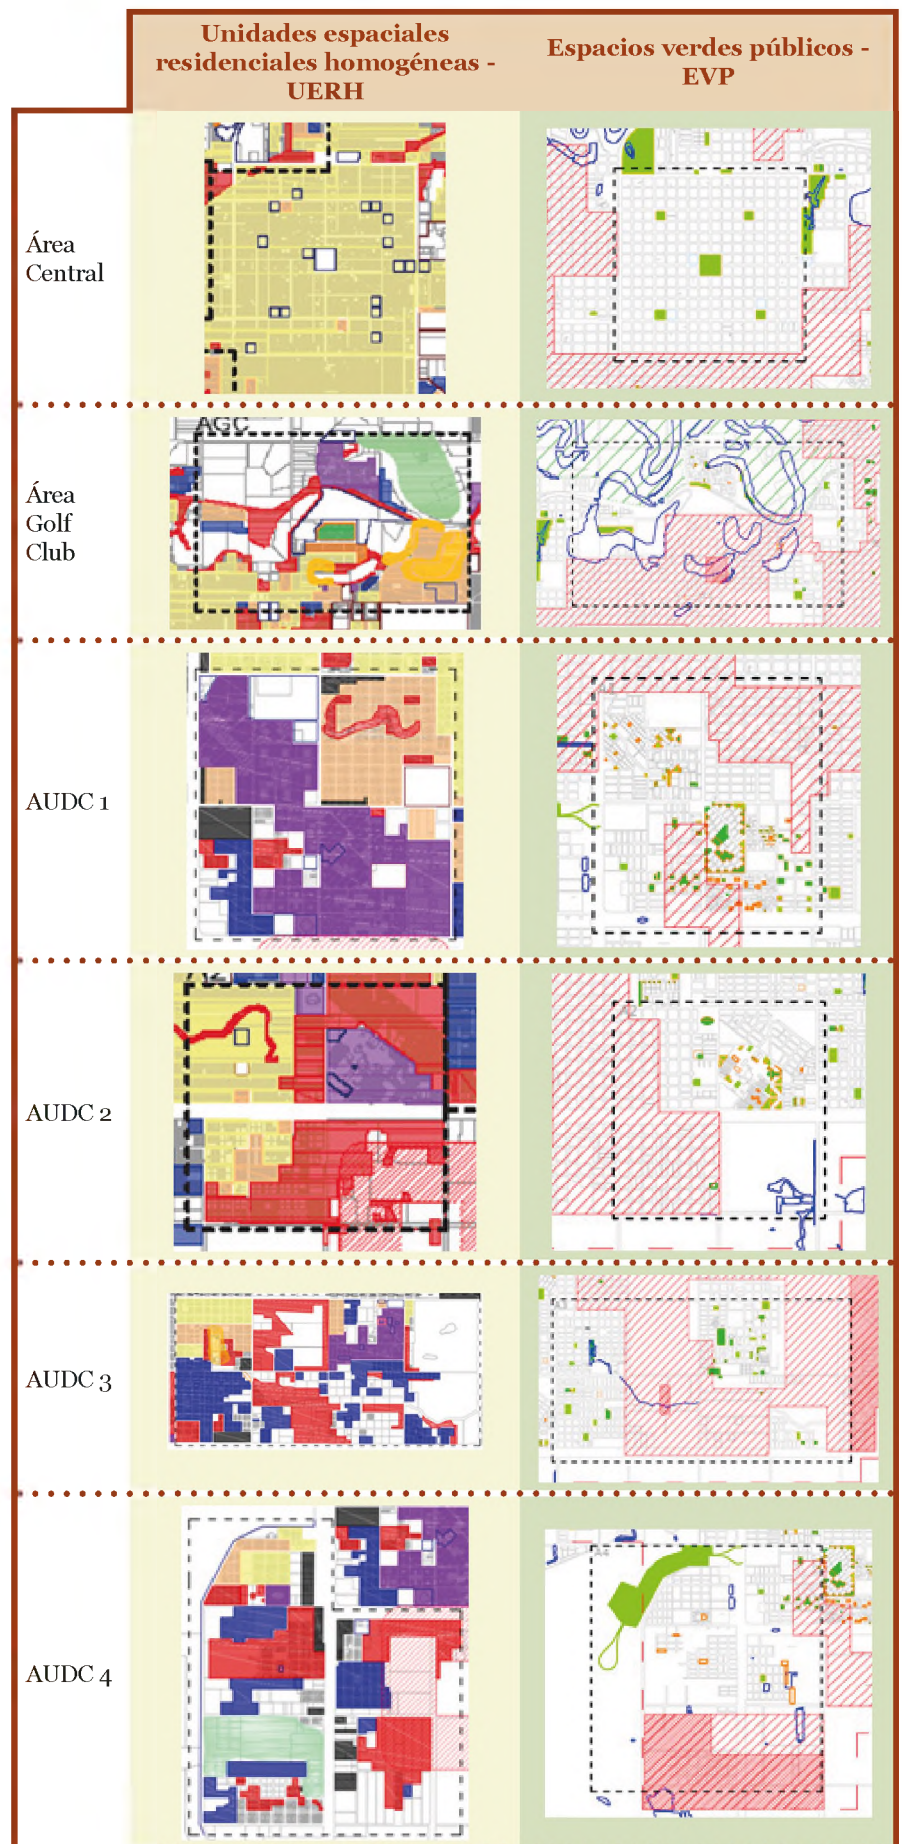 Unidades espaciales
residenciales homogéneas -
UERH
Espacios verdes públicos -
EVP
Área
Central
Área
Golf
Club
AGC
AUDC 1
AUDC 2
AUDC 3
AUDC 4